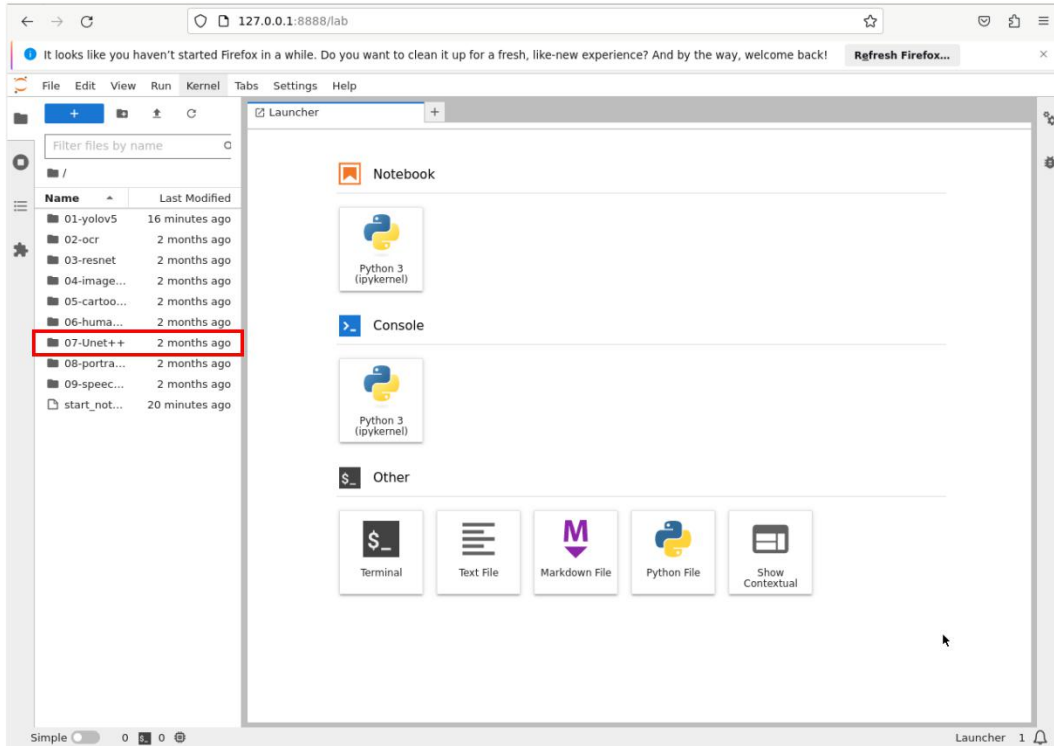 127.0.0.1:8888/lab
It looks like you haven't started Firefox in a while. Do you want to clean it up for a fresh, like-new experience? And by the way, welcome back! Refresh Firefox...
File Edit View Run Kernel Tabs Settings Help
Launcher
Filter files by name
/
Name Last Modified
01-yolov5 16 minutes ago
02-ocr 2 months ago
03-resnet 2 months ago
04-image... 2 months ago
05-cartoo... 2 months ago
06-huma... 2 months ago
07-Unet++ 2 months ago
08-portra... 2 months ago
09-speec... 2 months ago
start_not... 20 minutes ago
Notebook
Python 3
(ipykernel)
Console
Python 3
(ipykernel)
Other
$_ M
Terminal Text File Markdown File Python File Show
Contextual
Simple 0 $_ 0 Launcher 1